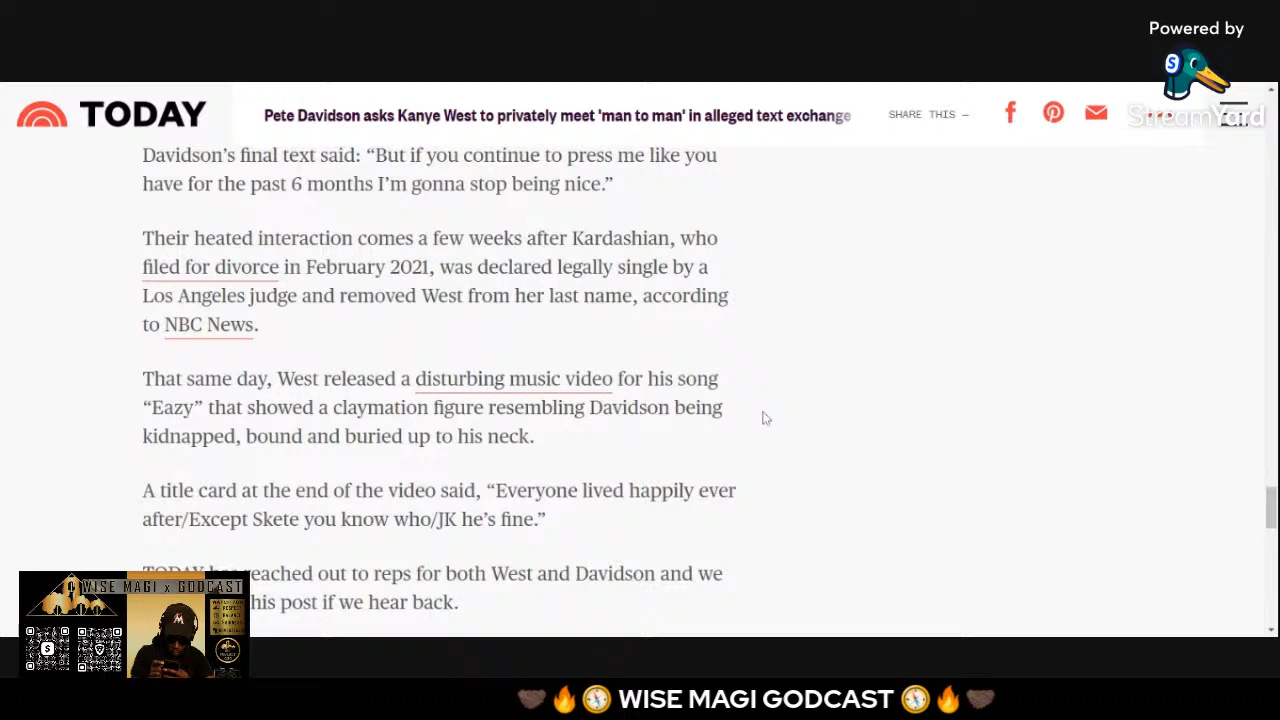 Powered by
S
StreamYard
TODAY
Pete Davidson asks Kanye West to privately meet 'man to man' in alleged text exchange
SHARE THIS —
Davidson's final text said: “But if you continue to press me like you
have for the past 6 months I'm gonna stop being nice.”
Their heated interaction comes a few weeks after Kardashian, who
filed for divorce in February 2021, was declared legally single by a
Los Angeles judge and removed West from her last name, according
to NBC News.
That same day, West released a disturbing music video for his song
“Eazy” that showed a claymation figure resembling Davidson being
kidnapped, bound and buried up to his neck.
A title card at the end of the video said, “Everyone lived happily ever
after/Except Skete you know who/JK he's fine.”
TODAY has reached out to reps for both West and Davidson and we
his post if we hear back.
WISE MAGI x GODCAST
WISE MAGI GODCAST